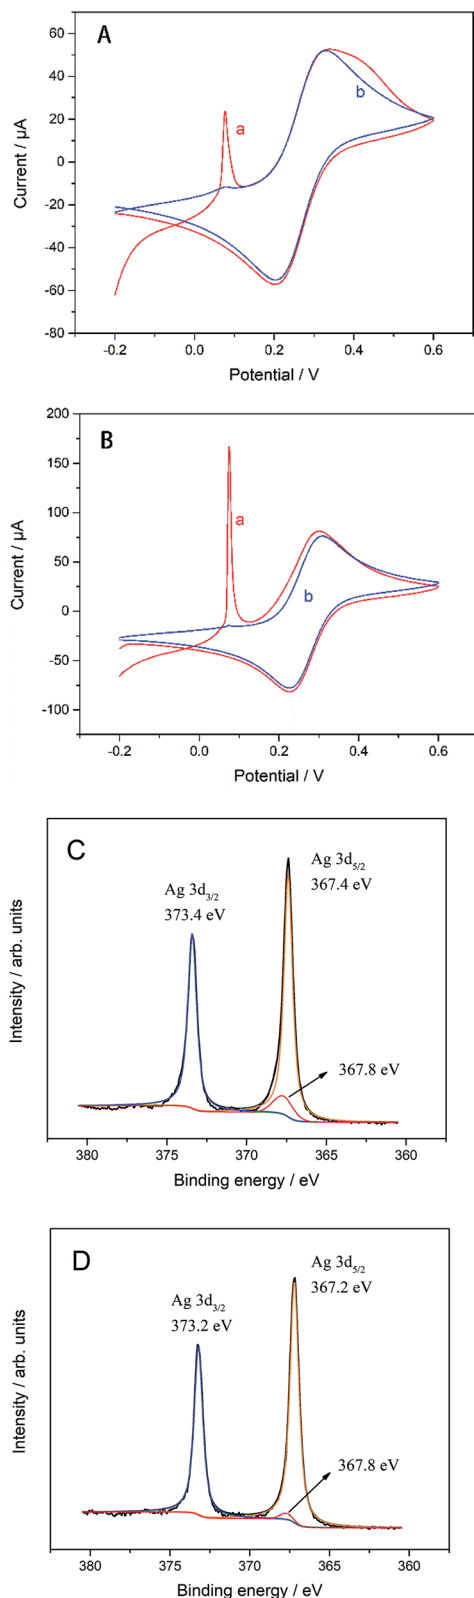 A
60
40
20
0
-20
-40
-60
-80
Current / µA
a
b
-0.2 0.0 0.2 0.4 0.6
Potential / V
B
200
150
100
50
0
-50
-100
Current / µA
a
b
-0.2 0.0 0.2 0.4 0.6
Potential / V
C
Ag 3d5/2
367.4 eV
Ag 3d3/2
373.4 eV
367.8 eV
Intensity / arb. units
380 375 370 365 360
Binding energy / eV
D
Ag 3d5/2
367.2 eV
Ag 3d3/2
373.2 eV
367.8 eV
Intensity / arb. units
380 375 370 365 360
Binding energy / eV